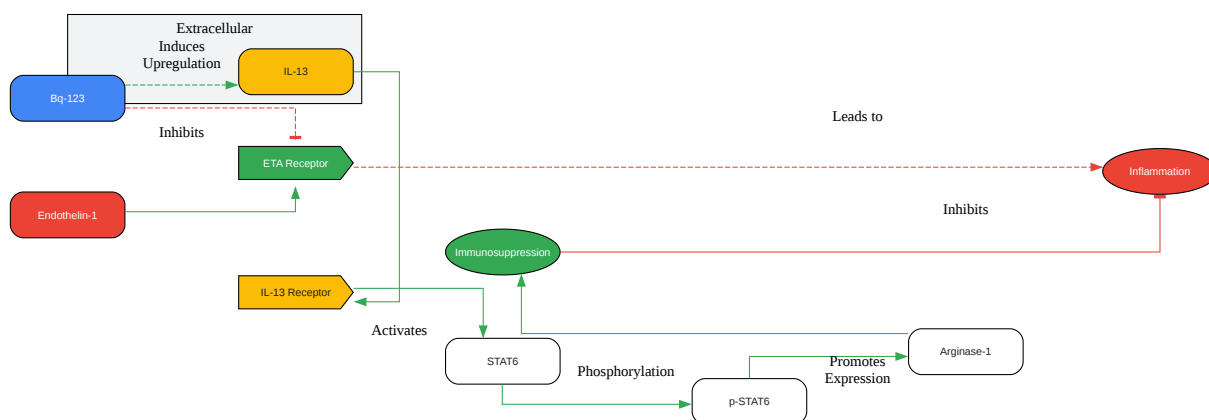 Extracellular
Induces
Upregulation
IL-13
Bq-123
Inhibits
Leads to
ETA Receptor
Inflammation
Endothelin-1
Inhibits
Immunosuppression
IL-13 Receptor
Activates
STAT6
Arginase-1
Phosphorylation
Promotes
Expression
p-STAT6